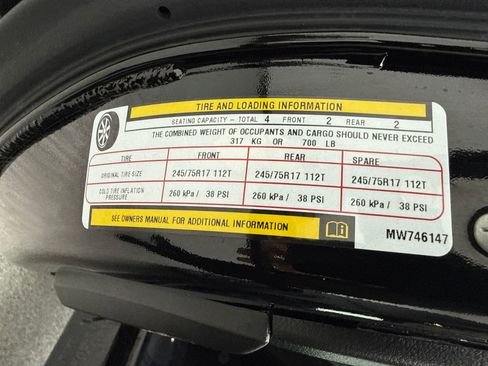 TIRE AND LOADING INFORMATION
SEATING CAPACITY - TOTAL 4 FRONT 2 REAR 2
THE COMBINED WEIGHT OF OCCUPANTS AND CARGO SHOULD NEVER EXCEED
317 KG OR 700 LB
TIRE FRONT REAR SPARE
ORIGINAL TIRE SIZE 245/75R17 112T 245/75R17 112T 245/75R17 112T
COLD TIRE INFLATION PRESSURE 260 kPa / 38 PSI 260 kPa / 38 PSI 260 kPa / 38 PSI
SEE OWNERS MANUAL FOR ADDITIONAL INFORMATION
MW746147